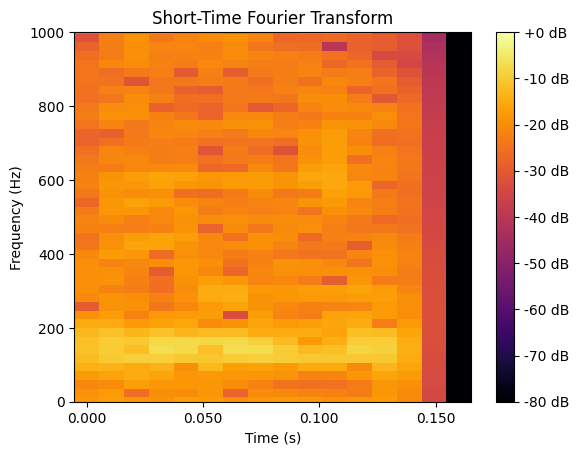 Short-Time Fourier Transform
1000
800
600
400
200
0
Frequency (Hz)
0.000
0.050
0.100
0.150
Time (s)
+0 dB
-10 dB
-20 dB
-30 dB
-40 dB
-50 dB
-60 dB
-70 dB
-80 dB